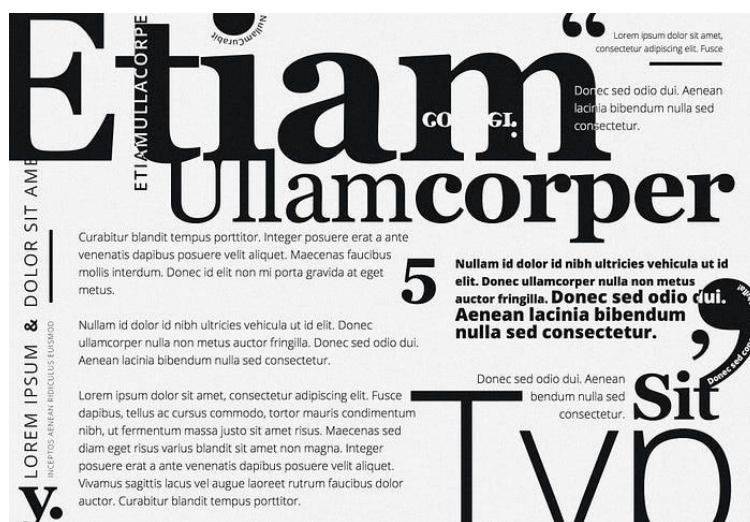 Etiam
ETIAMULLACORPE
NullamCurabit
“
Lorem ipsum dolor sit amet,
consectetur adipiscing elit. Fusce
Donec sed odio dui. Aenean
lacinia bibendum nulla sed
consectetur.
Ullamcorper
LOREM IPSUM & DOLOR SIT AME
INCEPTOS AENEAN RIDICULUS EUISMOD
Curabitur blandit tempus porttitor. Integer posuere erat a ante
venenatis dapibus posuere velit aliquet. Maecenas faucibus
mollis interdum. Donec id elit non mi porta gravida at eget
metus.
5
Nullam id dolor id nibh ultricies vehicula ut id
elit. Donec ullamcorper nulla non metus
auctor fringilla. Donec sed odio dui.
Aenean lacinia bibendum
nulla sed consectetur.
Nullam id dolor id nibh ultricies vehicula ut id elit. Donec
ullamcorper nulla non metus auctor fringilla. Donec sed odio dui.
Aenean lacinia bibendum nulla sed consectetur.
,
Donec sed con
Donec sed odio dui. Aenean
bendum nulla sed
consectetur.
Sit
Lorem ipsum dolor sit amet, consectetur adipiscing elit. Fusce
dapibus, tellus ac cursus commodo, tortor mauris condimentum
nibh, ut fermentum massa justo sit amet risus. Maecenas sed
diam eget risus varius blandit sit amet non magna. Integer
posuere erat a ante venenatis dapibus posuere velit aliquet.
Vivamus sagittis lacus vel augue laoreet rutrum faucibus dolor
auctor. Curabitur blandit tempus porttitor.
Typ
y.